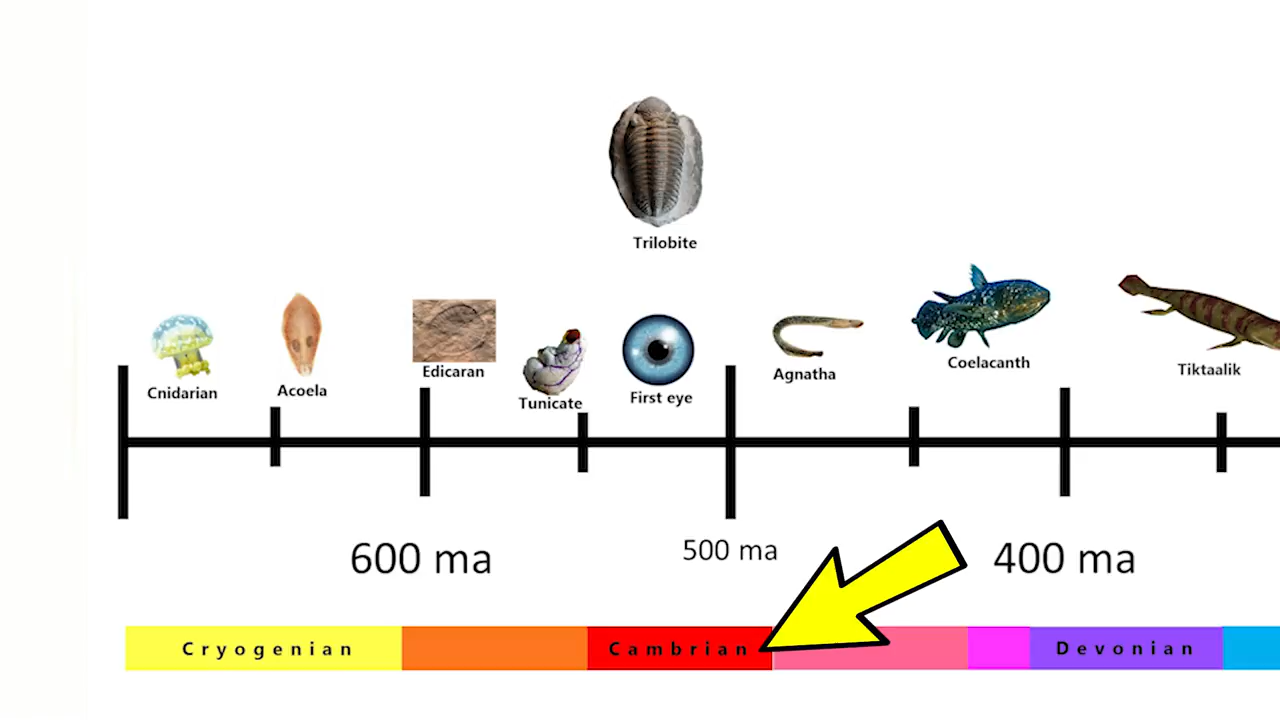 Trilobite
Cnidarian
Acoela
Edicaran
Tunicate
First eye
Agnatha
Coelacanth
Tiktaalik
600 ma
500 ma
400 ma
Cryogenian
Cambrian
Devonian